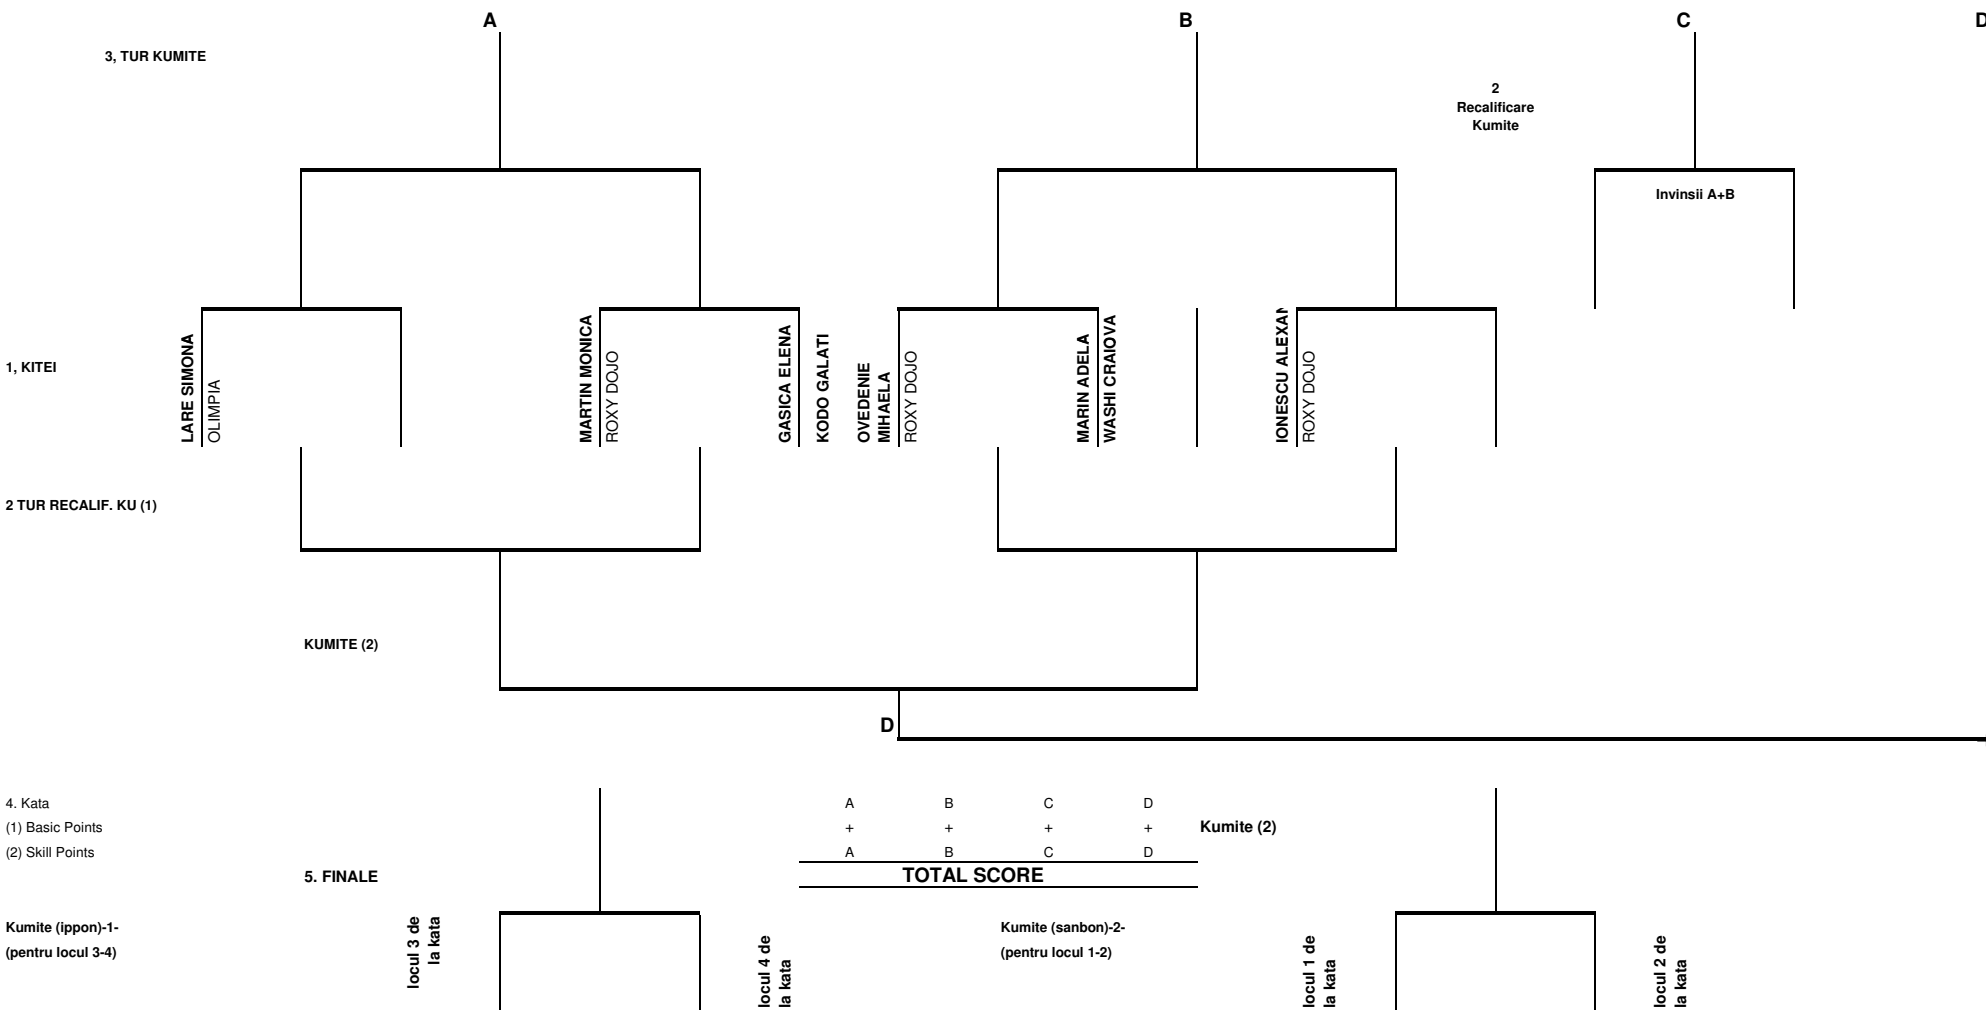 A
B
C
D
3, TUR KUMITE
2
Recalificare
Kumite
Invinsii A+B
1, KITEI
LARE SIMONA
OLIMPIA
MARTIN MONICA
ROXY DOJO
GASICA ELENA
KODO GALATI
OVEDENIE
MIHAELA
ROXY DOJO
MARIN ADELA
WASHI CRAIOVA
IONESCU ALEXAN
ROXY DOJO
2 TUR RECALIF. KU (1)
KUMITE (2)
D
4. Kata
A B C D
(1) Basic Points
+ + + + Kumite (2)
(2) Skill Points
A B C D
5. FINALE
TOTAL SCORE
Kumite (ippon)-1-
(pentru locul 3-4)
locul 3 de
la kata
locul 4 de
la kata
Kumite (sanbon)-2-
(pentru locul 1-2)
locul 1 de
la kata
locul 2 de
la kata